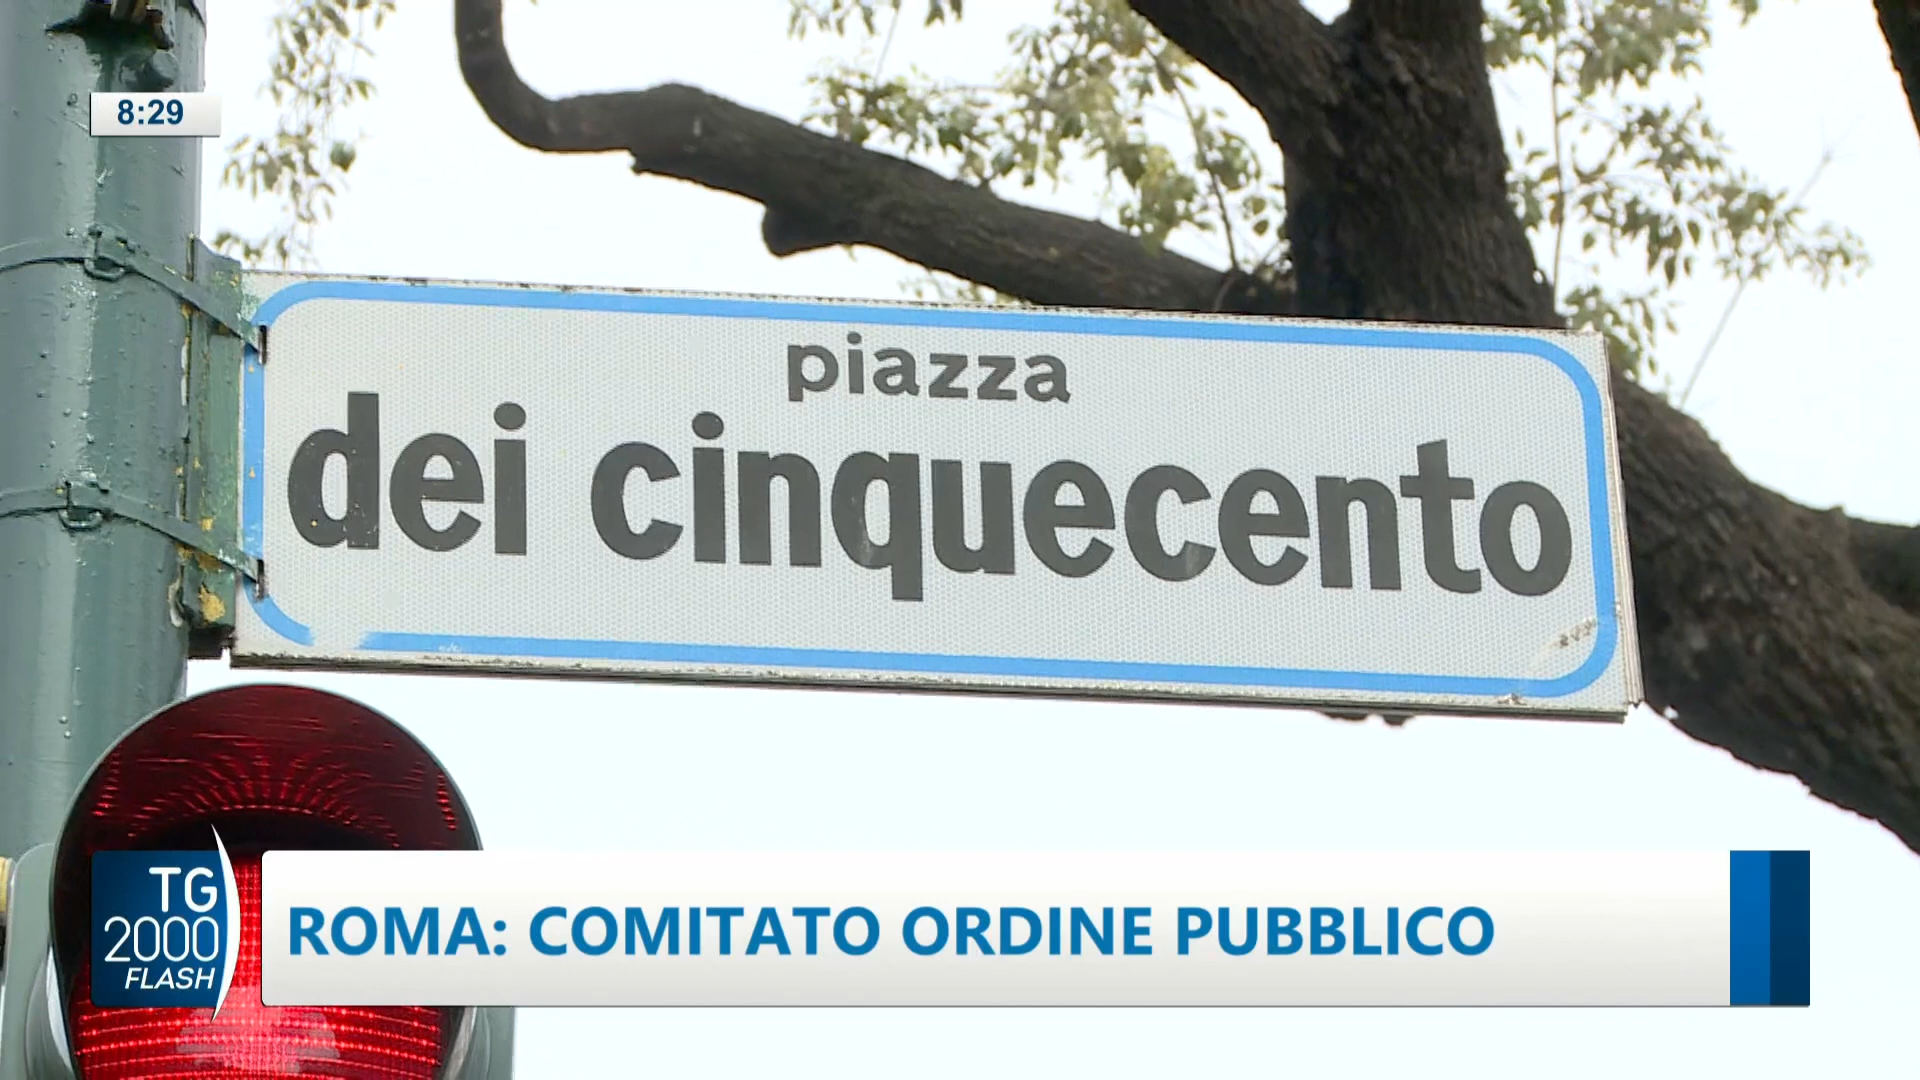 8:29
piazza
dei cinquecento
TG
2000
FLASH
ROMA: COMITATO ORDINE PUBBLICO